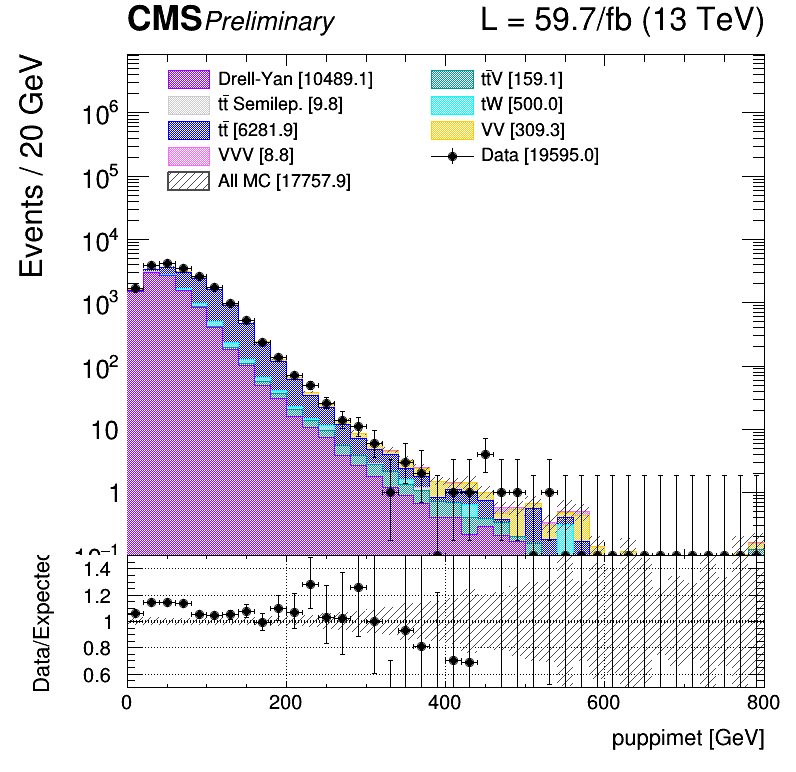 CMS Preliminary L = 59.7/fb (13 TeV)
Events / 20 GeV
Drell-Yan [10489.1]
tt̄ Semilep. [9.8]
tt̄ [6281.9]
VVV [8.8]
All MC [17757.9]
tt̄V [159.1]
tW [500.0]
VV [309.3]
Data [19595.0]
10⁶
10⁵
10⁴
10³
10²
10
1
10⁻¹
Data/Expected
1.4
1.2
1
0.8
0.6
0 200 400 600 800
puppimet [GeV]